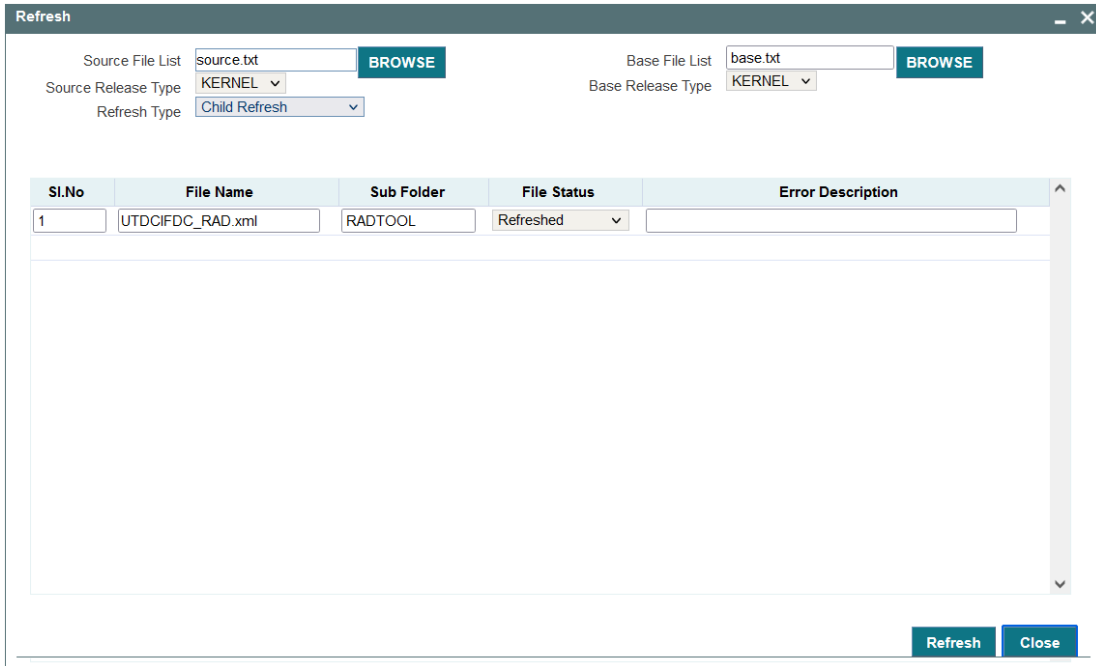 Refresh
Source File List source.txt BROWSE Base File List base.txt BROWSE
Source Release Type KERNEL Base Release Type KERNEL
Refresh Type Child Refresh
Sl.No File Name Sub Folder File Status Error Description
1 UTDCIFDC_RAD.xml RADTOOL Refreshed
Refresh Close